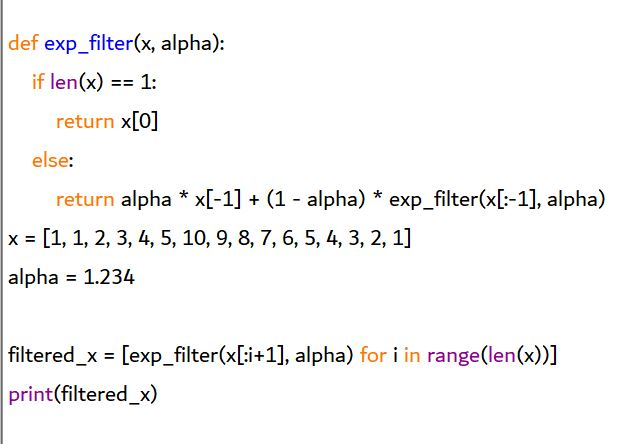 def exp_filter(x, alpha):
    if len(x) == 1:
        return x[0]
    else:
        return alpha * x[-1] + (1 - alpha) * exp_filter(x[:-1], alpha)
x = [1, 1, 2, 3, 4, 5, 10, 9, 8, 7, 6, 5, 4, 3, 2, 1]
alpha = 1.234

filtered_x = [exp_filter(x[:i+1], alpha) for i in range(len(x))]
print(filtered_x)